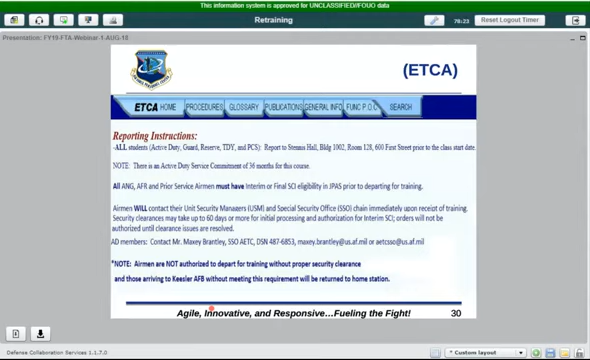 This information system is approved for UNCLASSIFIED//FOUO data
Retraining
78:23
Reset Logout Timer
Presentation: FY19-FTA-Webinar-1-AUG-18
(ETCA)
ETCA HOME PROCEDURES GLOSSARY PUBLICATIONS GENERAL INFO FUNC P.O.C SEARCH
Reporting Instructions:
-ALL students (Active Duty, Guard, Reserve, TDY, and PCS): Report to Stennis Hall, Bldg 1002, Room 128, 600 First Street prior to the class start date.
NOTE: There is an Active Duty Service Commitment of 36 months for this course.
All ANG, AFR and Prior Service Airmen must have Interim or Final SCI eligibility in JPAS prior to departing for training.
Airmen WILL contact their Unit Security Managers (USM) and Special Security Office (SSO) chain immediately upon receipt of training.
Security clearances may take up to 60 days or more for initial processing and authorization for Interim SCI; orders will not be
authorized until clearance issues are resolved.
AD members: Contact Mr. Maxey Brantley, SSO AETC, DSN 487-6853, maxey.brantley@us.af.mil or aetcsso@us.af.mil
*NOTE: Airmen are NOT authorized to depart for training without proper security clearance
and those arriving to Keesler AFB without meeting this requirement will be returned to home station.
Agile, Innovative, and Responsive…Fueling the Fight!
30
Defense Collaboration Services 1.1.7.0
* Custom layout